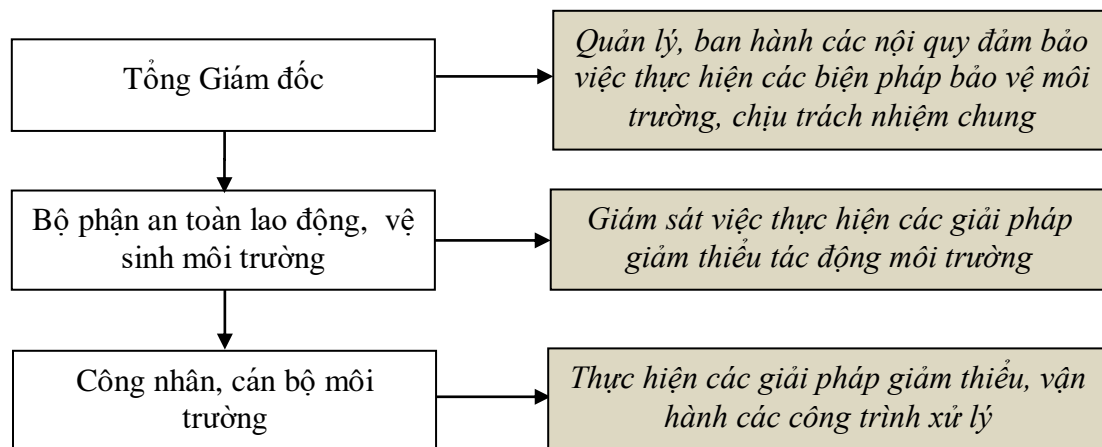 Tổng Giám đốc
Quản lý, ban hành các nội quy đảm bảo
việc thực hiện các biện pháp bảo vệ môi
trường, chịu trách nhiệm chung
Bộ phận an toàn lao động, vệ
sinh môi trường
Giám sát việc thực hiện các giải pháp
giảm thiểu tác động môi trường
Công nhân, cán bộ môi
trường
Thực hiện các giải pháp giảm thiểu, vận
hành các công trình xử lý